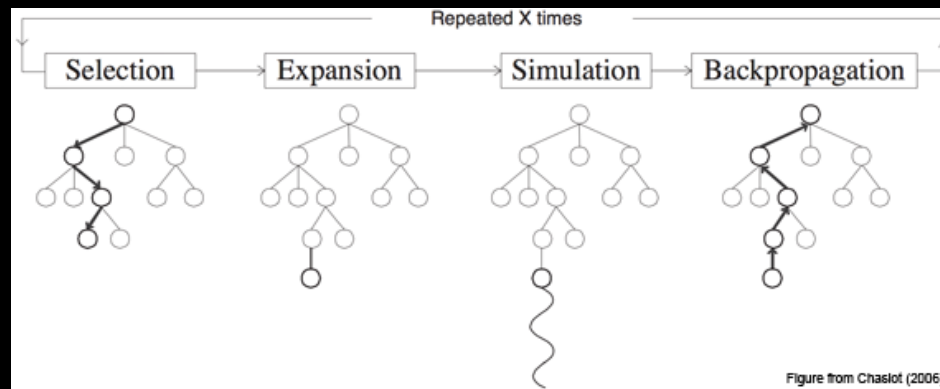 Repeated X times
Selection
Expansion
Simulation
Backpropagation
Figure from Chaslot (2006